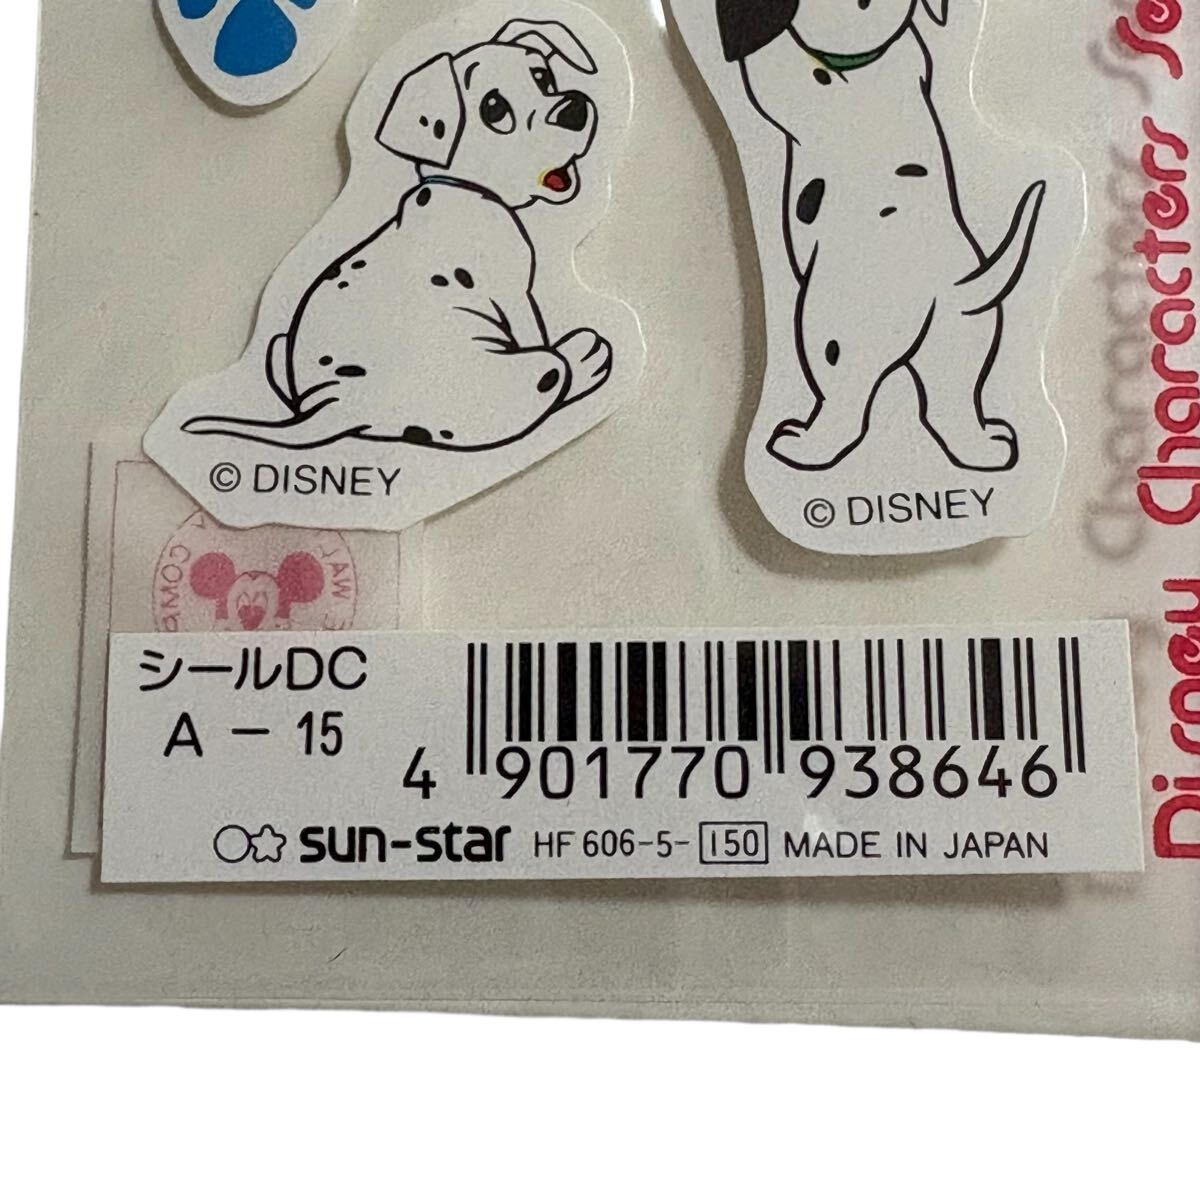 © DISNEY
© DISNEY
Disney Characters
シールDC
A－15
4 901770 938646
sun-star HF 606-5-150 MADE IN JAPAN